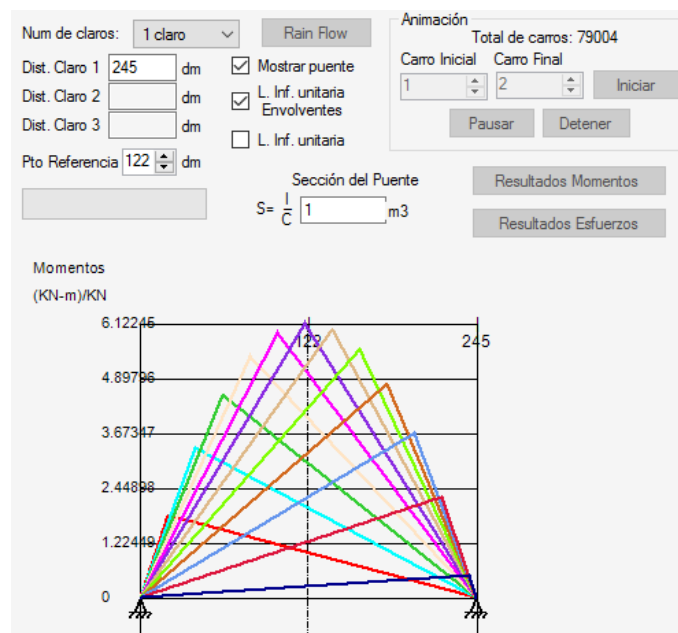 Num de claros: 1 claro
Rain Flow
Dist. Claro 1 245 dm
Dist. Claro 2 dm
Dist. Claro 3 dm
Pto Referencia 122 dm
Mostrar puente
L. Inf. unitaria
Envolventes
L. Inf. unitaria
Animación
Total de carros: 79004
Carro Inicial Carro Final
1 2 Iniciar
Pausar Detener
Sección del Puente
S= I/C 1 m3
Resultados Momentos
Resultados Esfuerzos
Momentos
(KN-m)/KN
6.12245
123 245
4.89796
3.67347
2.44898
1.22449
0